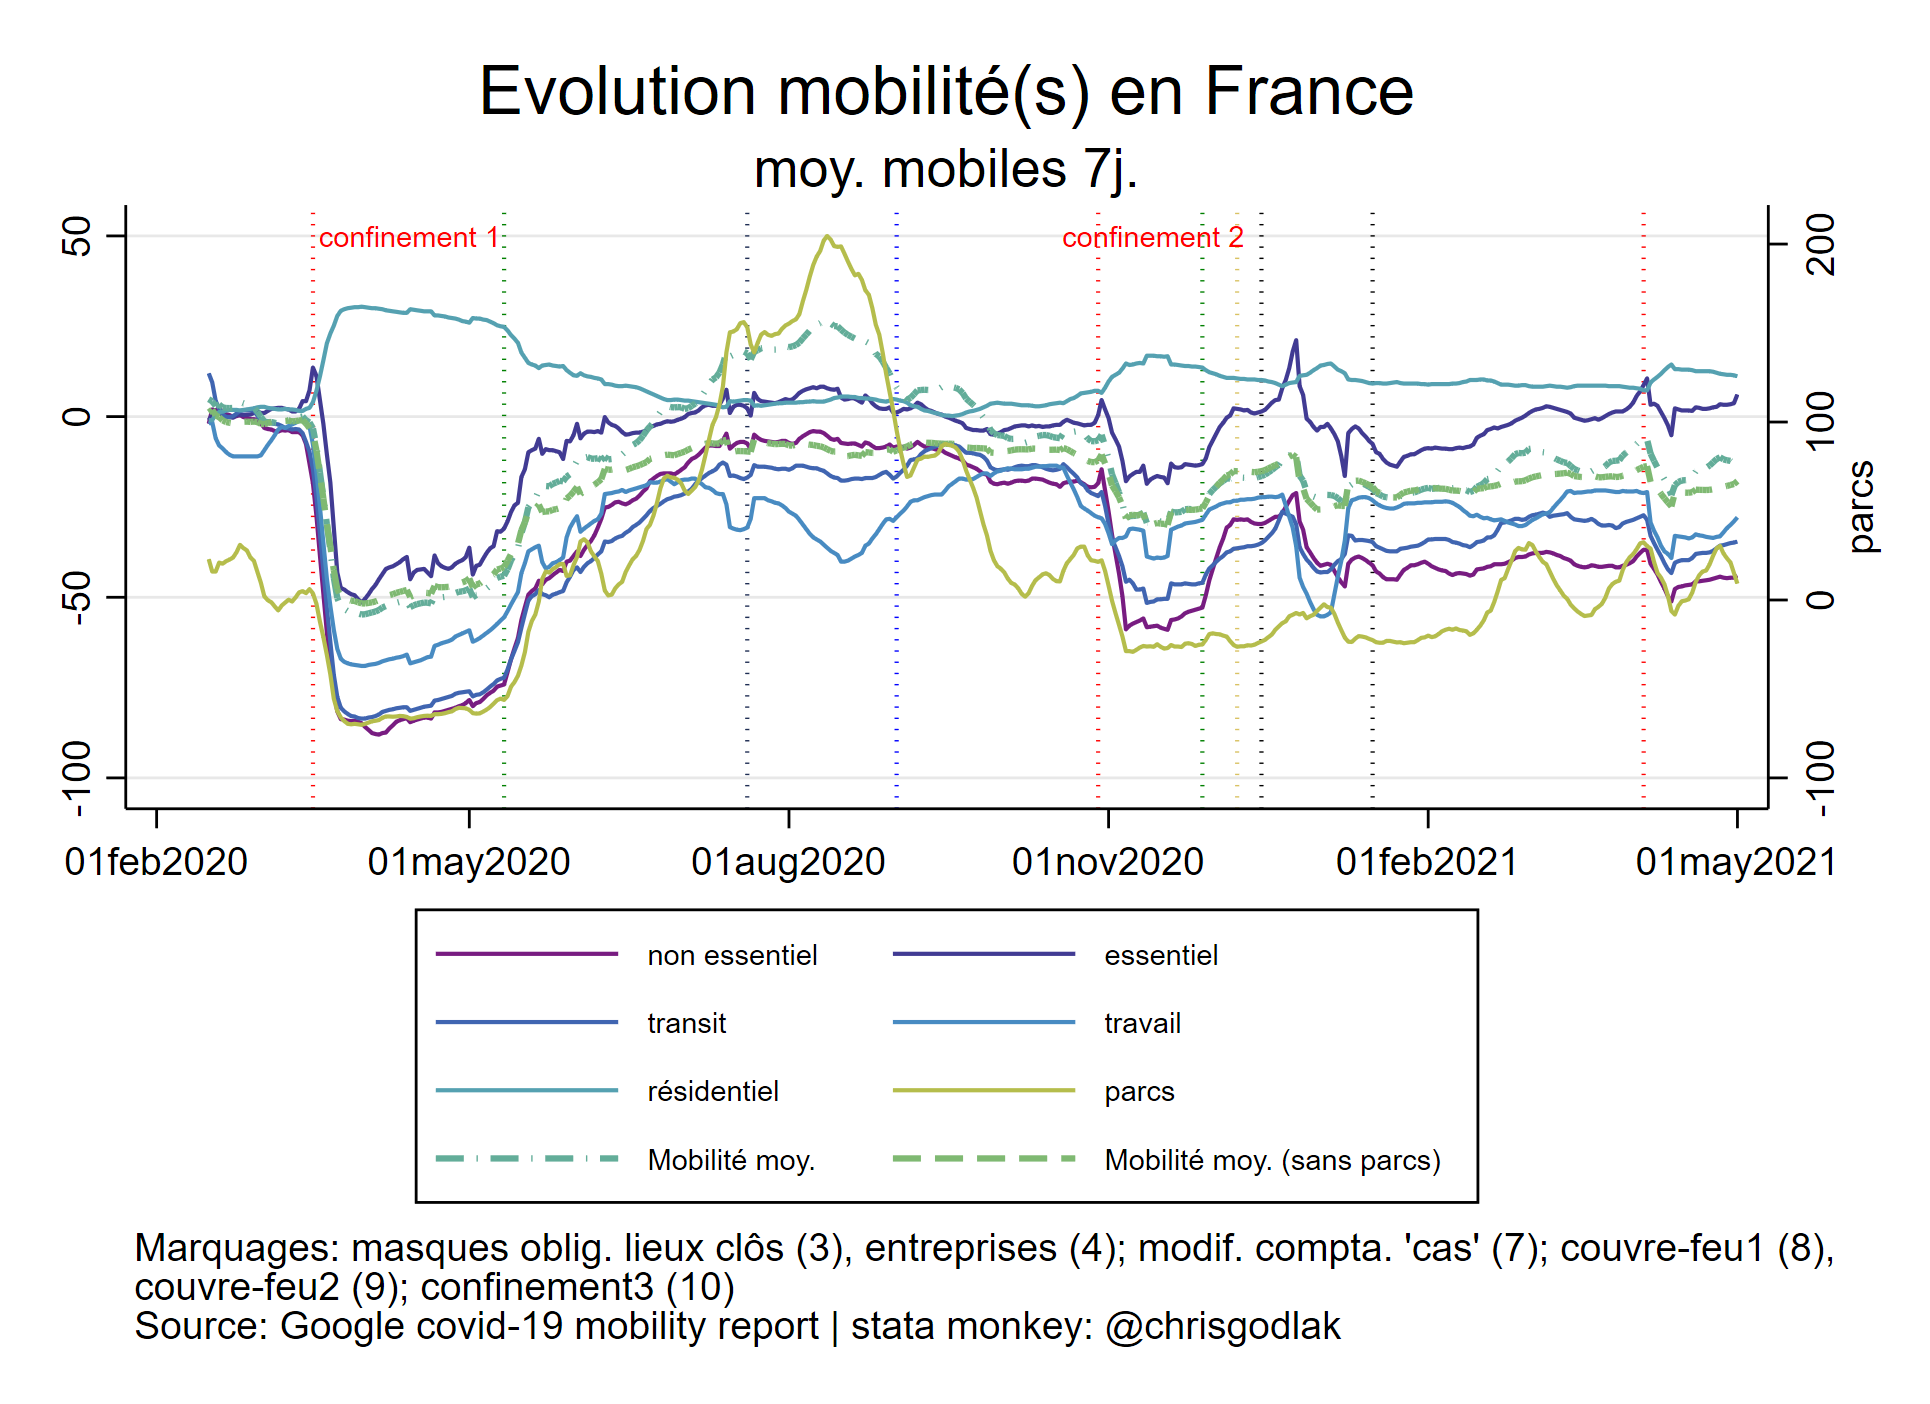 Evolution mobilité(s) en France
moy. mobiles 7j.
50
0
-50
-100
confinement 1
confinement 2
200
100
0
-100
parcs
01feb2020
01may2020
01aug2020
01nov2020
01feb2021
01may2021
non essentiel
essentiel
transit
travail
résidentiel
parcs
Mobilité moy.
Mobilité moy. (sans parcs)
Marquages: masques oblig. lieux clôs (3), entreprises (4); modif. compta. 'cas' (7); couvre-feu1 (8),
couvre-feu2 (9); confinement3 (10)
Source: Google covid-19 mobility report | stata monkey: @chrisgodlak